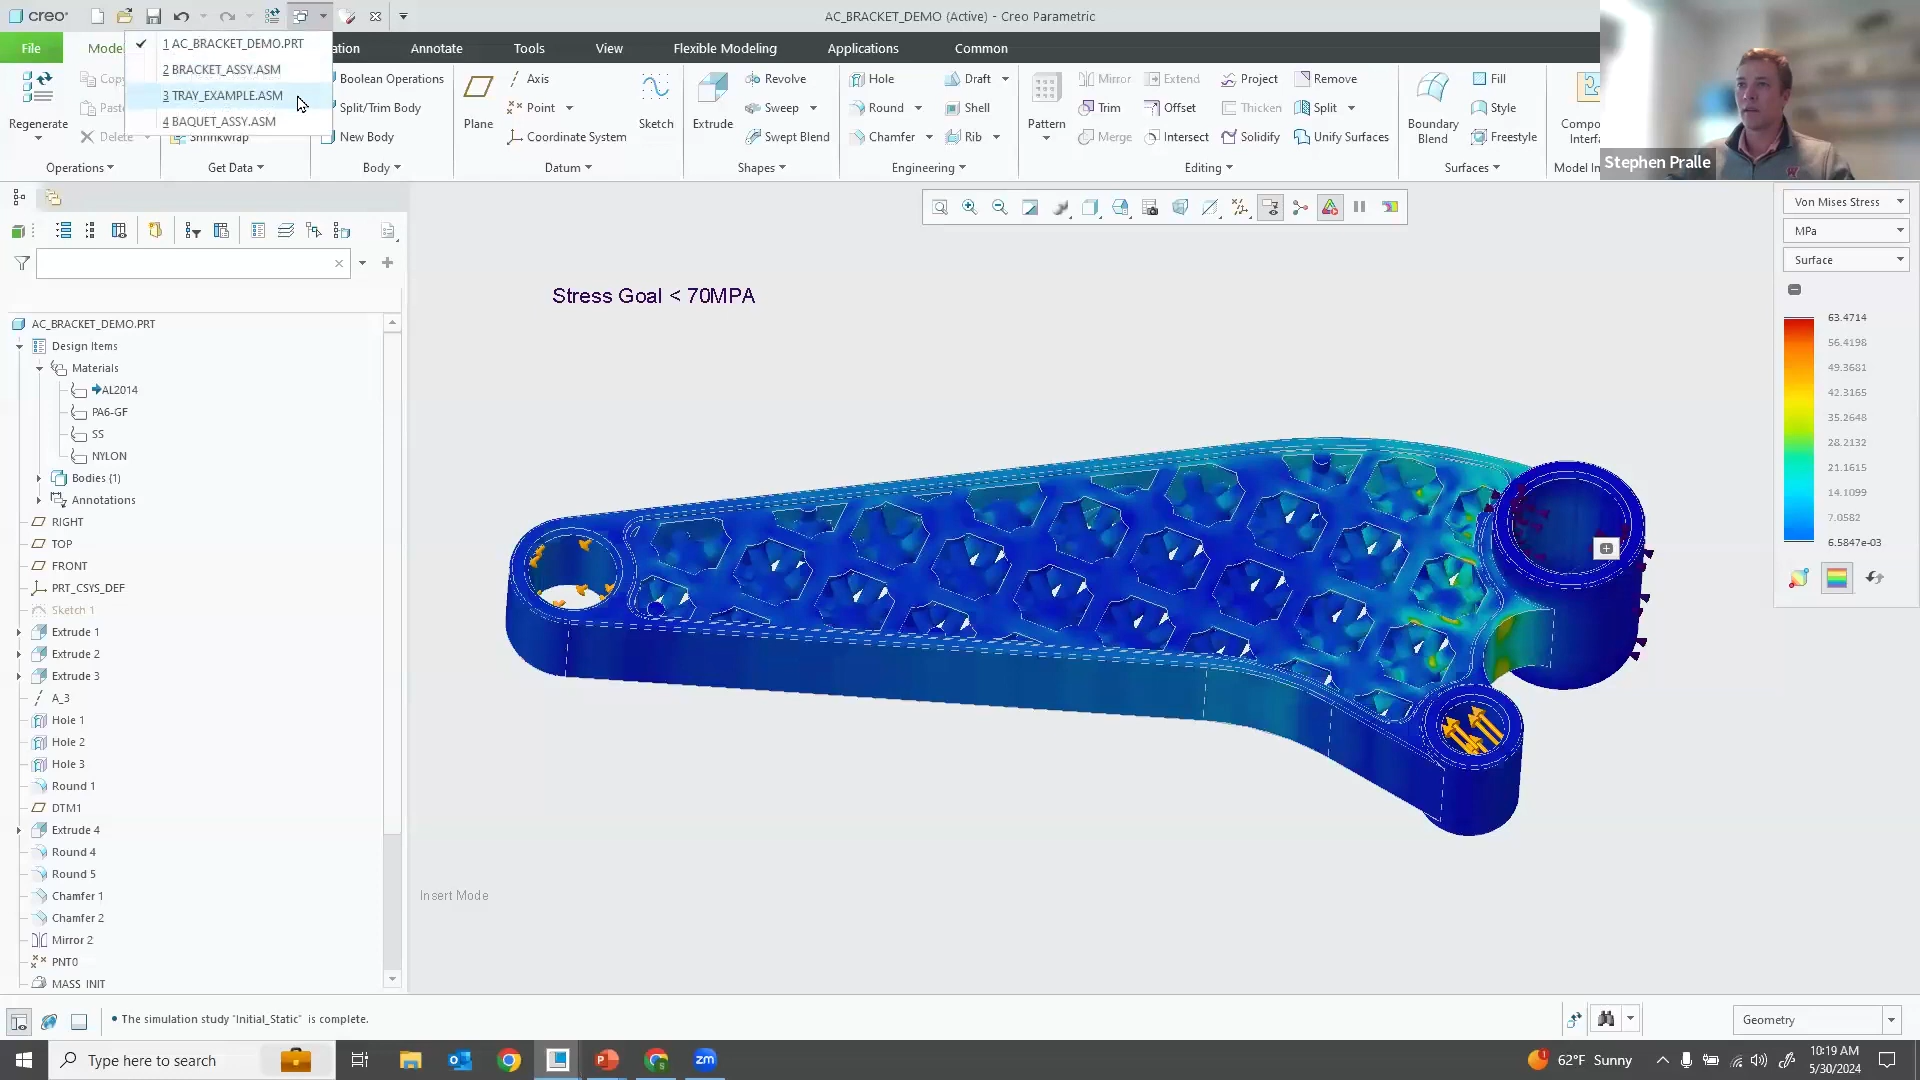 creo
AC_BRACKET_DEMO (Active) - Creo Parametric
File
Model
Annotate
Tools
View
Flexible Modeling
Applications
Common
1 AC_BRACKET_DEMO.PRT
2 BRACKET_ASSY.ASM
3 TRAY_EXAMPLE.ASM
4 BAQUET_ASSY.ASM
Regenerate
Delete
Shrinkwrap
Boolean Operations
Split/Trim Body
New Body
Plane
Axis
Point
Coordinate System
Sketch
Extrude
Revolve
Sweep
Swept Blend
Hole
Round
Chamfer
Draft
Shell
Rib
Pattern
Mirror
Trim
Merge
Extend
Offset
Intersect
Project
Thicken
Solidify
Remove
Split
Unify Surfaces
Boundary
Blend
Fill
Style
Freestyle
Operations
Get Data
Body
Datum
Shapes
Engineering
Editing
Surfaces
Stephen Pralle
Von Mises Stress
MPa
Surface
63.4714
56.4198
49.3681
42.3165
35.2648
28.2132
21.1615
14.1099
7.0582
6.5847e-03
Stress Goal < 70MPA
AC_BRACKET_DEMO.PRT
Design Items
Materials
AL2014
PA6-GF
SS
NYLON
Bodies (1)
Annotations
RIGHT
TOP
FRONT
PRT_CSYS_DEF
Sketch 1
Extrude 1
Extrude 2
Extrude 3
A_3
Hole 1
Hole 2
Hole 3
Round 1
DTM1
Extrude 4
Round 4
Round 5
Chamfer 1
Chamfer 2
Mirror 2
PNT0
MASS_INIT
Insert Mode
• The simulation study "Initial_Static" is complete.
Geometry
Type here to search
zm
62°F Sunny
10:19 AM
5/30/2024